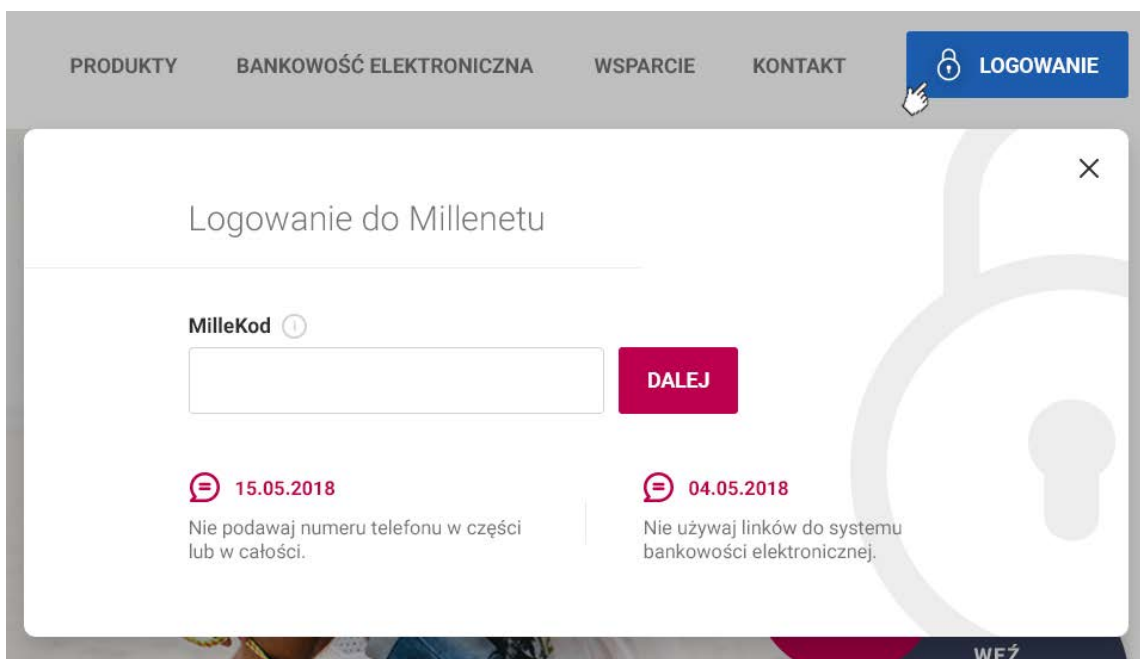 PRODUKTY BANKOWOŚĆ ELEKTRONICZNA WSPARCIE KONTAKT LOGOWANIE
Logowanie do Millenetu
MilleKod
DALEJ
15.05.2018
Nie podawaj numeru telefonu w części
lub w całości.
04.05.2018
Nie używaj linków do systemu
bankowości elektronicznej.
WEŹ